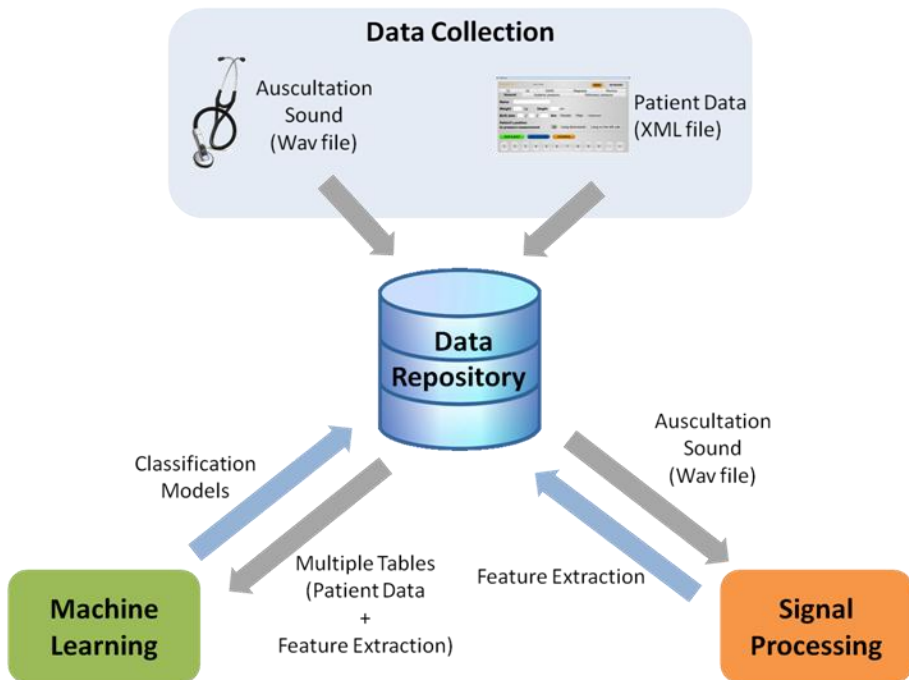 Data Collection
Auscultation
Sound
(Wav file)
Patient Data
(XML file)
Data
Repository
Classification
Models
Auscultation
Sound
(Wav file)
Multiple Tables
(Patient Data
+
Feature Extraction)
Feature Extraction
Machine
Learning
Signal
Processing